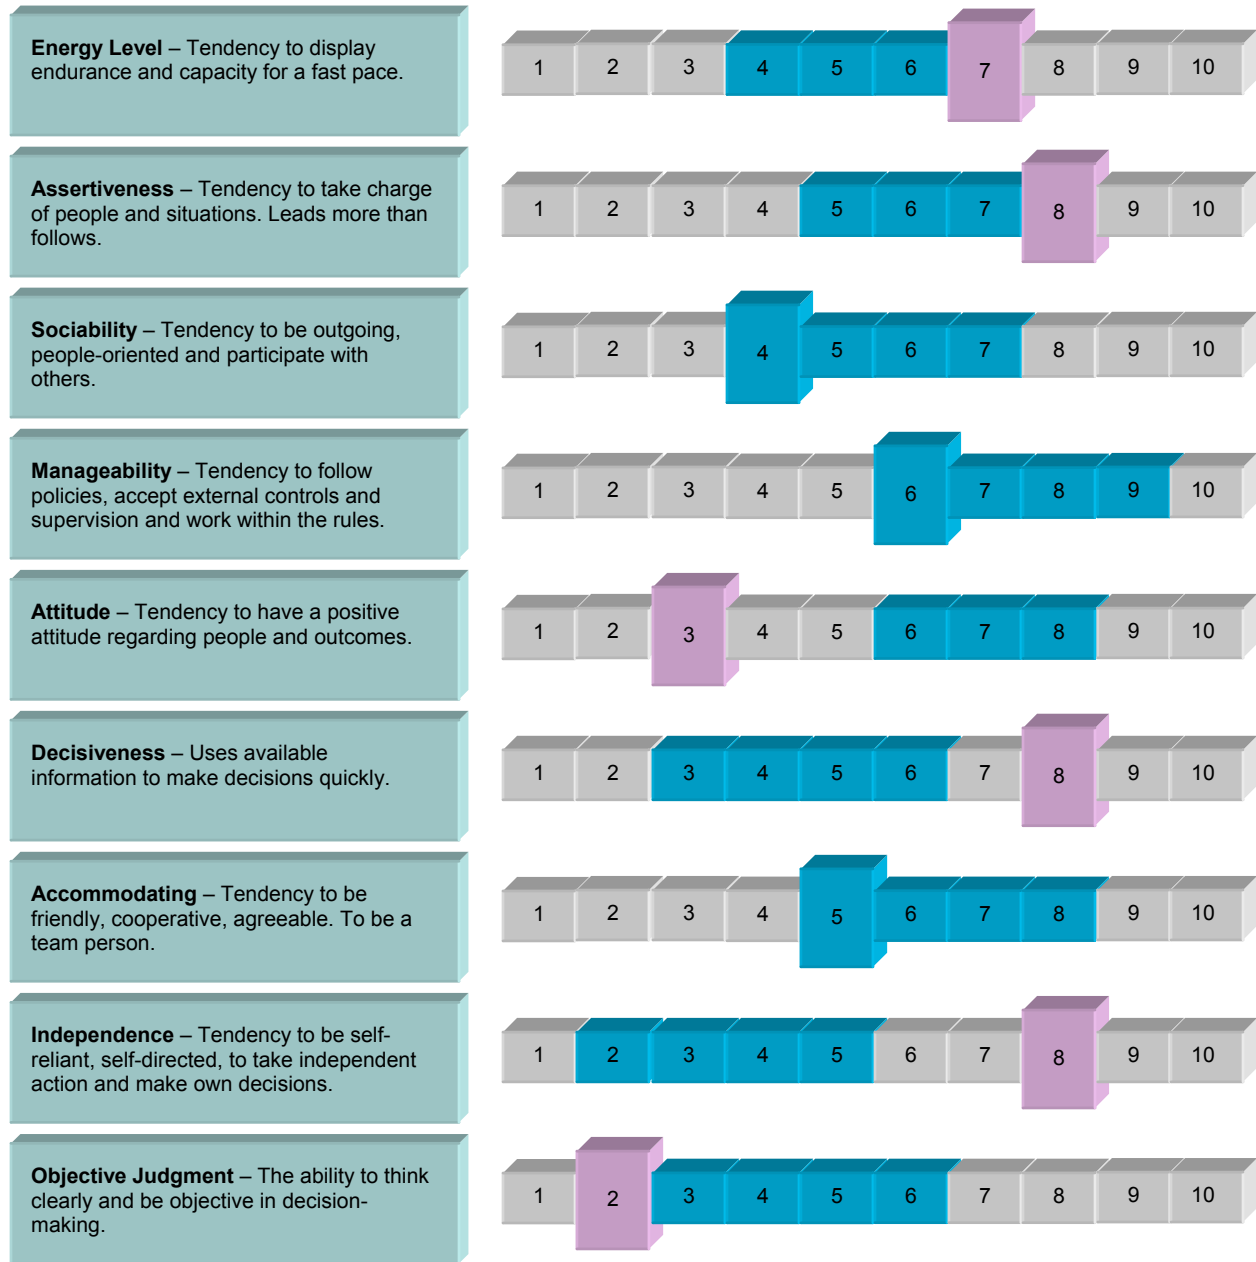 Energy Level – Tendency to display
endurance and capacity for a fast pace.
1 2 3 4 5 6 7 8 9 10
Assertiveness – Tendency to take charge
of people and situations. Leads more than
follows.
1 2 3 4 5 6 7 8 9 10
Sociability – Tendency to be outgoing,
people-oriented and participate with
others.
1 2 3 4 5 6 7 8 9 10
Manageability – Tendency to follow
policies, accept external controls and
supervision and work within the rules.
1 2 3 4 5 6 7 8 9 10
Attitude – Tendency to have a positive
attitude regarding people and outcomes.
1 2 3 4 5 6 7 8 9 10
Decisiveness – Uses available
information to make decisions quickly.
1 2 3 4 5 6 7 8 9 10
Accommodating – Tendency to be
friendly, cooperative, agreeable. To be a
team person.
1 2 3 4 5 6 7 8 9 10
Independence – Tendency to be self-
reliant, self-directed, to take independent
action and make own decisions.
1 2 3 4 5 6 7 8 9 10
Objective Judgment – The ability to think
clearly and be objective in decision-
making.
1 2 3 4 5 6 7 8 9 10